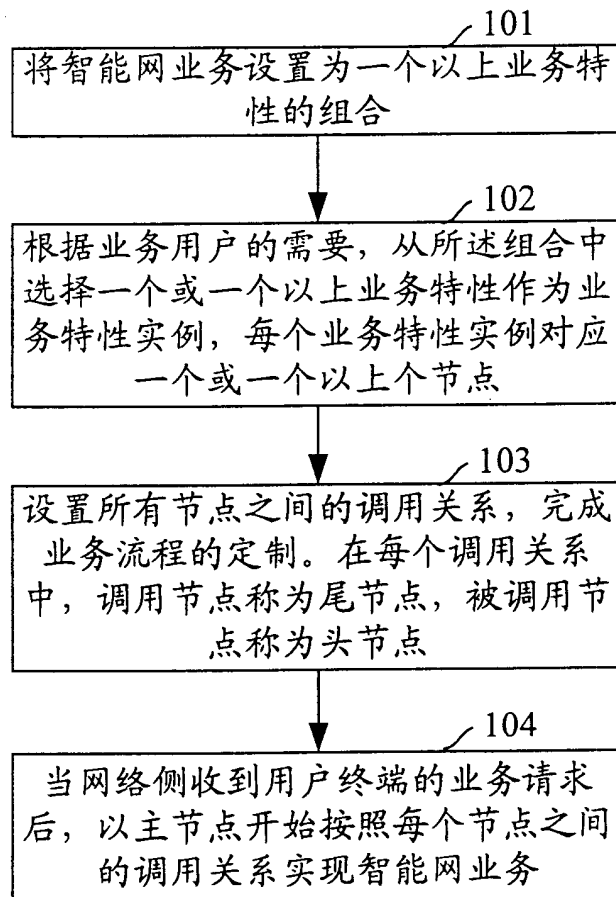 101
将智能网业务设置为一个以上业务特
性的组合
102
根据业务用户的需要，从所述组合中
选择一个或一个以上业务特性作为业
务特性实例，每个业务特性实例对应
一个或一个以上个节点
103
设置所有节点之间的调用关系，完成
业务流程的定制。在每个调用关系
中，调用节点称为尾节点，被调用节
点称为头节点
104
当网络侧收到用户终端的业务请求
后，以主节点开始按照每个节点之间
的调用关系实现智能网业务